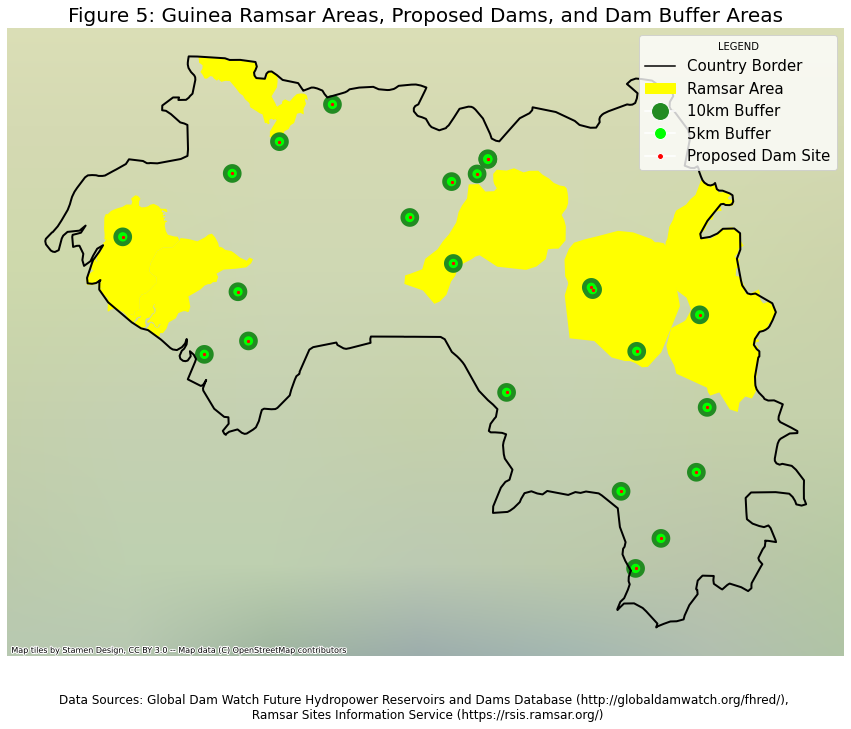 Figure 5: Guinea Ramsar Areas, Proposed Dams, and Dam Buffer Areas
LEGEND
Country Border
Ramsar Area
10km Buffer
5km Buffer
Proposed Dam Site
Map tiles by Stamen Design, CC BY 3.0 -- Map data (C) OpenStreetMap contributors
Data Sources: Global Dam Watch Future Hydropower Reservoirs and Dams Database (http://globaldamwatch.org/fhred/),
Ramsar Sites Information Service (https://rsis.ramsar.org/)